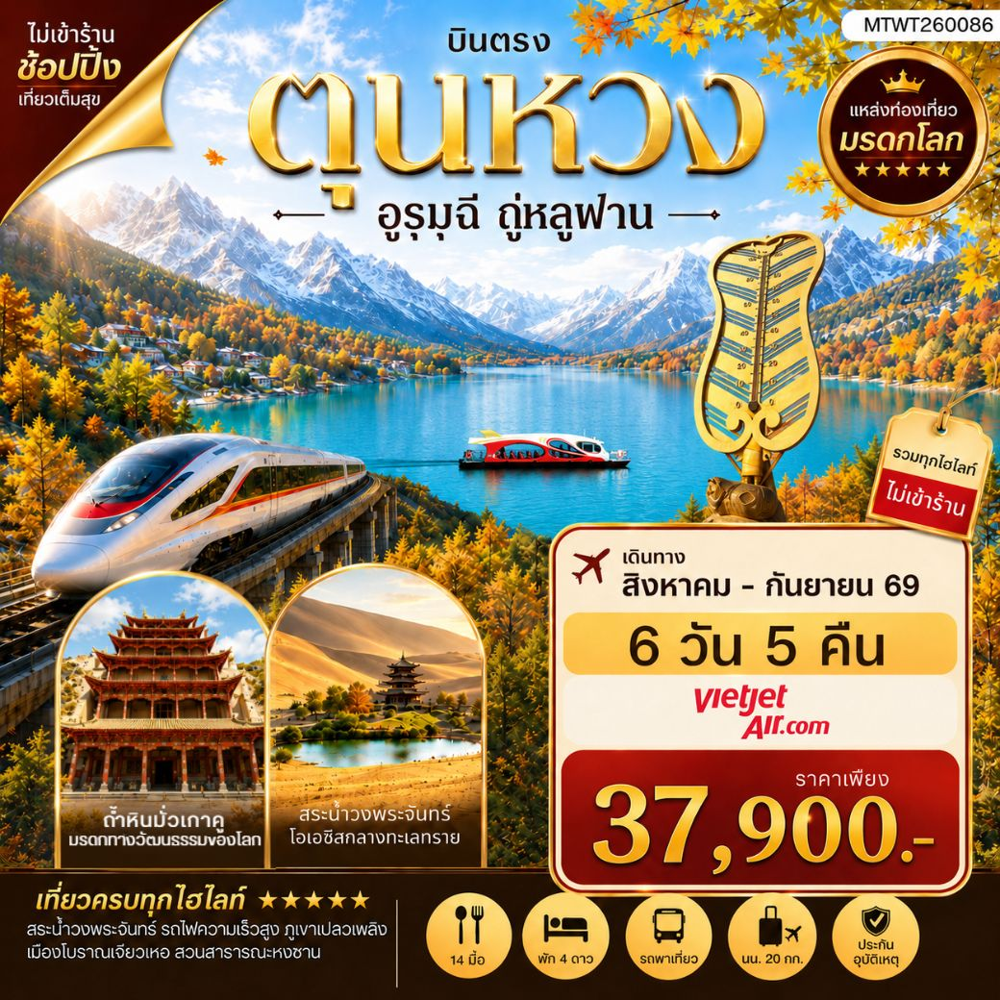 ไม่เข้าร้าน
ช้อปปิ้ง
เที่ยวเต็มสุข
MTWT260086
บินตรง
ตุนหวง
อูรุมุฉี ถู่หลูฟาน
แหล่งท่องเที่ยว
มรดกโลก
รวมทุกไฮไลท์
ไม่เข้าร้าน
เดินทาง
สิงหาคม - กันยายน 69
6 วัน 5 คืน
vietjet
Air.com
ราคาเพียง
37,900.-
ถ้ำหินมั่วเกาคู
มรดกทางวัฒนธรรมของโลก
สระน้ำวงพระจันทร์
โอเอซีสกลางทะเลทราย
เที่ยวครบทุกไฮไลท์
สระน้ำวงพระจันทร์ รถไฟความเร็วสูง ภูเขาเปลวเพลิง
เมืองโบราณเจียวเหอ สวนสาธารณะหงซาน
14 มื้อ
พัก 4 ดาว
รถพาเที่ยว
นน. 20 กก.
ประกัน
อุบัติเหตุ